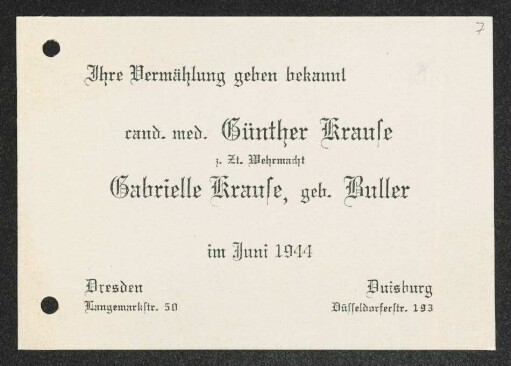 7
Ihre Vermählung geben bekannt
cand. med. Günther Krause
z. Zt. Wehrmacht
Gabrielle Krause, geb. Buller
im Juni 1944
Dresden
Langemarkstr. 50
Duisburg
Düsseldorferstr. 193